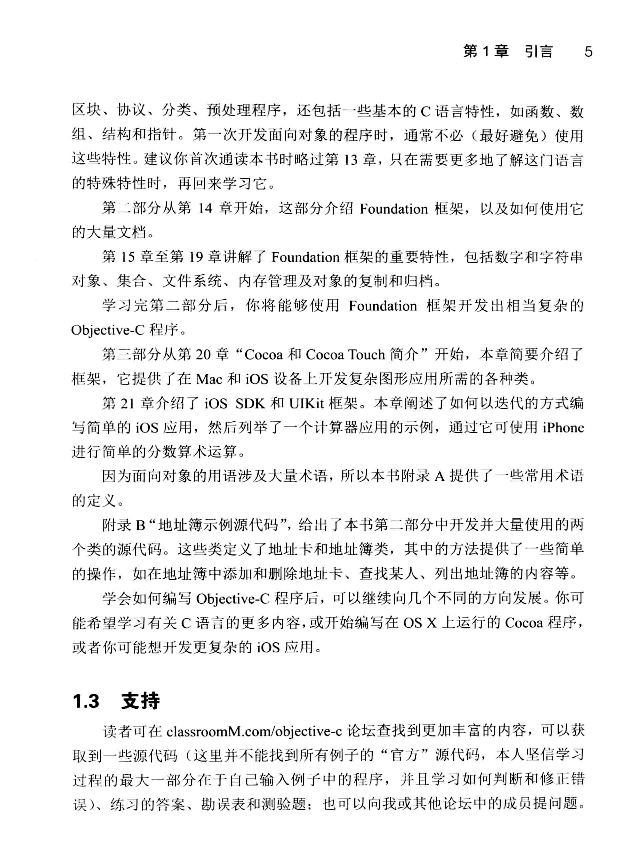 第 1 章 引言 5
区块、协议、分类、预处理程序，还包括一些基本的 C 语言特性，如函数、数
组、结构和指针。第一次开发面向对象的程序时，通常不必（最好避免）使用
这些特性。建议你首次通读本书时略过第 13 章，只在需要更多地了解这门语言
的特殊特性时，再回来学习它。
第二部分从第 14 章开始，这部分介绍 Foundation 框架，以及如何使用它
的大量文档。
第 15 章至第 19 章讲解了 Foundation 框架的重要特性，包括数字和字符串
对象、集合、文件系统、内存管理及对象的复制和归档。
学习完第二部分后，你将能够使用 Foundation 框架开发出相当复杂的
Objective-C 程序。
第三部分从第 20 章“Cocoa 和 Cocoa Touch 简介”开始，本章简要介绍了
框架，它提供了在 Mac 和 iOS 设备上开发复杂图形应用所需的各种类。
第 21 章介绍了 iOS SDK 和 UIKit 框架。本章阐述了如何以迭代的方式编
写简单的 iOS 应用，然后列举了一个计算器应用的示例，通过它可使用 iPhone
进行简单的分数算术运算。
因为面向对象的用语涉及大量术语，所以本书附录 A 提供了一些常用术语
的定义。
附录 B“地址簿示例源代码”，给出了本书第二部分中开发并大量使用的两
个类的源代码。这些类定义了地址卡和地址簿类，其中的方法提供了一些简单
的操作，如在地址簿中添加和删除地址卡、查找某人、列出地址簿的内容等。
学会如何编写 Objective-C 程序后，可以继续向几个不同的方向发展。你可
能希望学习有关 C 语言的更多内容，或开始编写在 OS X 上运行的 Cocoa 程序，
或者你可能想开发更复杂的 iOS 应用。
1.3 支持
读者可在 classroomM.com/objective-c 论坛查找到更加丰富的内容，可以获
取到一些源代码（这里并不能找到所有例子的“官方”源代码，本人坚信学习
过程的最大一部分在于自己输入例子中的程序，并且学习如何判断和修正错
误）、练习的答案、勘误表和测验题；也可以向我或其他论坛中的成员提问题。